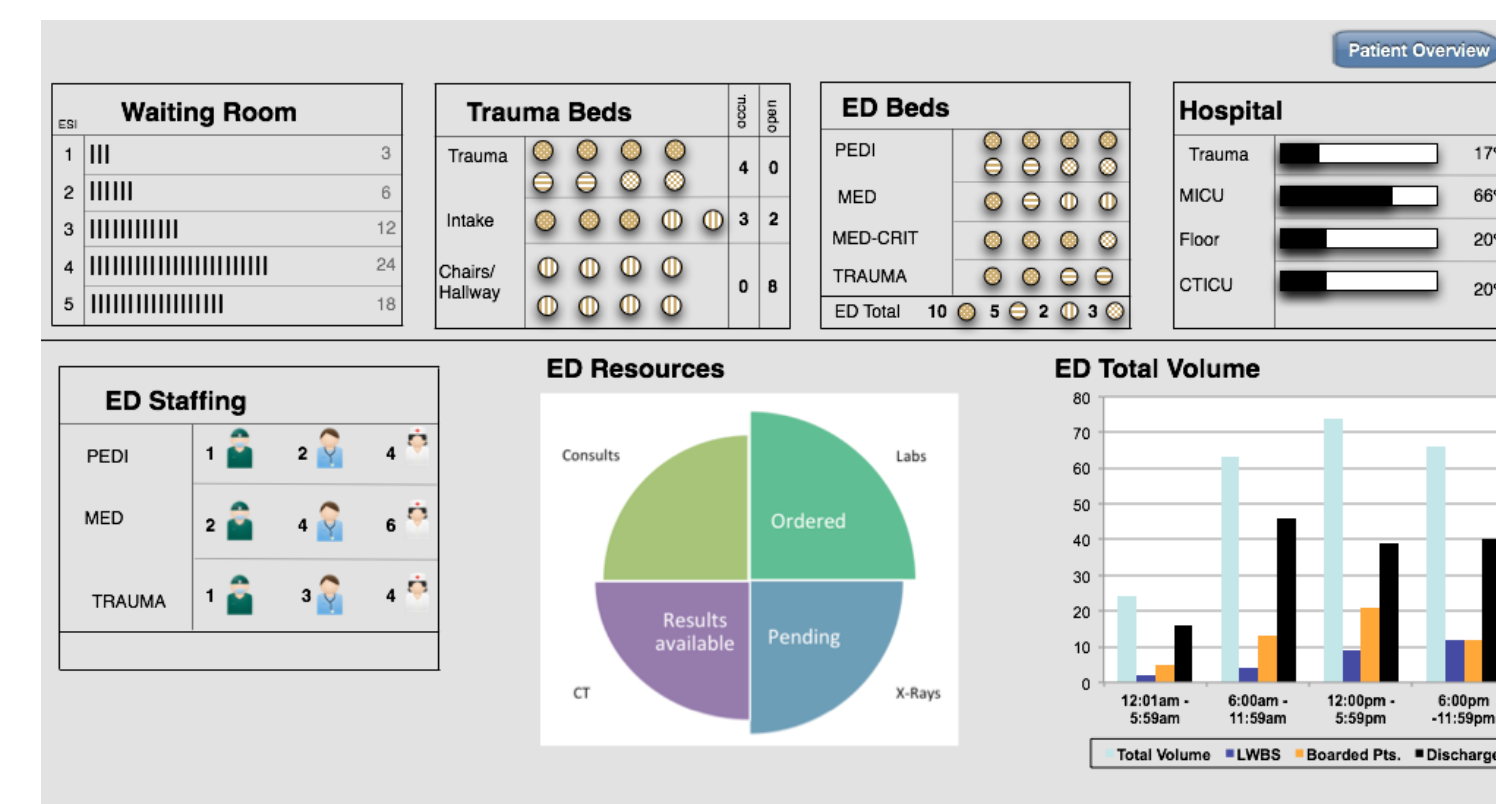 Patient Overview
ESI Waiting Room
1 3
2 6
3 12
4 24
5 18
Trauma Beds occu. open
Trauma 4 0
Intake 3 2
Chairs/
Hallway 0 8
ED Beds
PEDI
MED
MED-CRIT
TRAUMA
ED Total 10 5 2 3
Hospital
Trauma 17
MICU 66
Floor 20
CTICU 20
ED Staffing
PEDI 1 2 4
MED 2 4 6
TRAUMA 1 3 4
ED Resources
Consults
Labs
Ordered
Results
available
Pending
CT
X-Rays
ED Total Volume
80
70
60
50
40
30
20
10
0
12:01am -
5:59am
6:00am -
11:59am
12:00pm -
5:59pm
6:00pm
-11:59pm
Total Volume LWBS Boarded Pts. Discharge